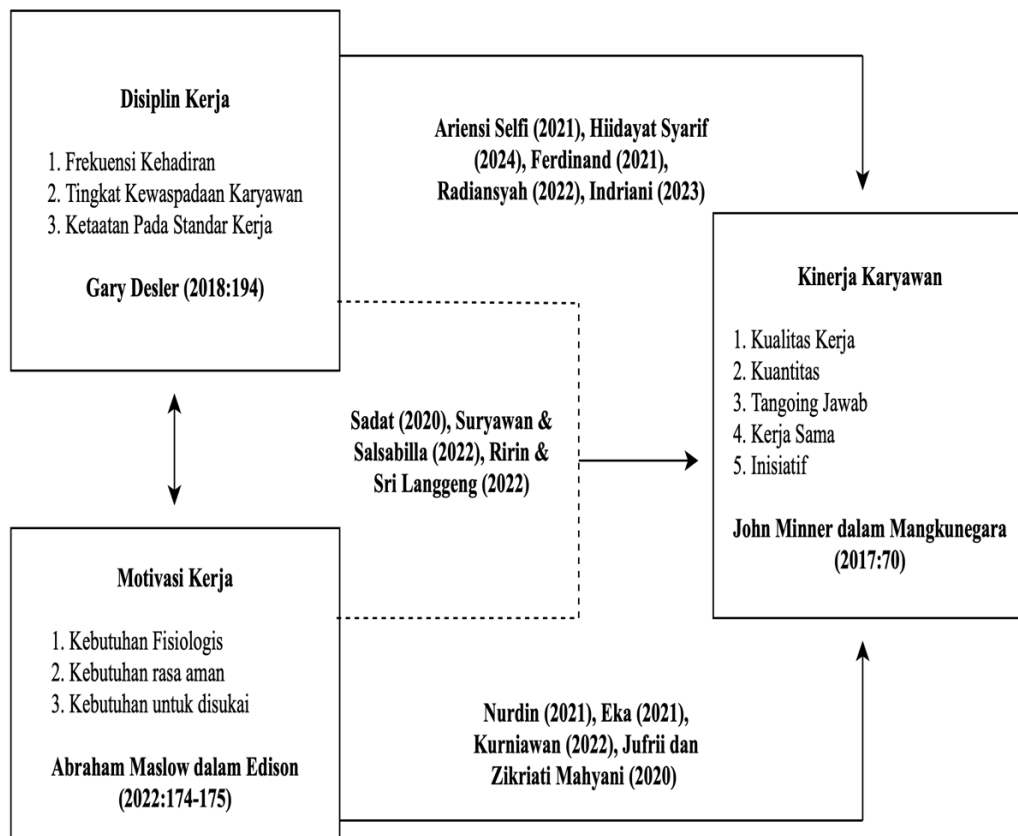 Disiplin Kerja
1. Frekuensi Kehadiran
2. Tingkat Kewaspadaan Karyawan
3. Ketaatan Pada Standar Kerja
Gary Desler (2018:194)
Ariensi Selfi (2021), Hiidayat Syarif
(2024), Ferdinand (2021),
Radiansyah (2022), Indriani (2023)
Kinerja Karyawan
1. Kualitas Kerja
2. Kuantitas
3. Tangoing Jawab
4. Kerja Sama
5. Inisiatif
John Minner dalam Mangkunegara
(2017:70)
Sadat (2020), Suryawan &
Salsabilla (2022), Ririn &
Sri Langgeng (2022)
Motivasi Kerja
1. Kebutuhan Fisiologis
2. Kebutuhan rasa aman
3. Kebutuhan untuk disukai
Abraham Maslow dalam Edison
(2022:174-175)
Nurdin (2021), Eka (2021),
Kurniawan (2022), Jufrii dan
Zikriati Mahyani (2020)